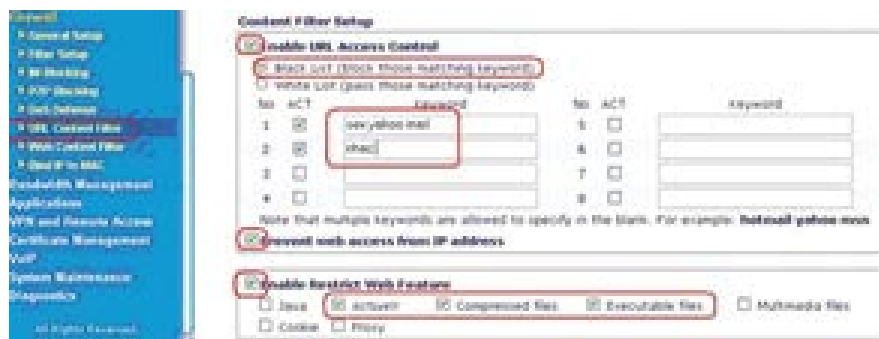 Firewall
General Setup
Filter Setup
IM Blocking
P2P Blocking
DoS Defense
URL Content Filter
Web Content Filter
Bind IP to MAC
Bandwidth Management
Applications
VPN and Remote Access
Certificate Management
VoIP
System Maintenance
Diagnostics
All Rights Reserved.
Content Filter Setup
Enable URL Access Control
Black List (block those matching keyword)
White List (pass those matching keyword)
No ACT Keyword No ACT Keyword
1 5
2 6
3 7
4 8
Note that multiple keywords are allowed to specify in the blank. For example: hotmail yahoo msn
Prevent web access from IP address
Enable Restrict Web Feature
Java ActiveX Compressed files Executable files Multimedia files
Cookie Proxy